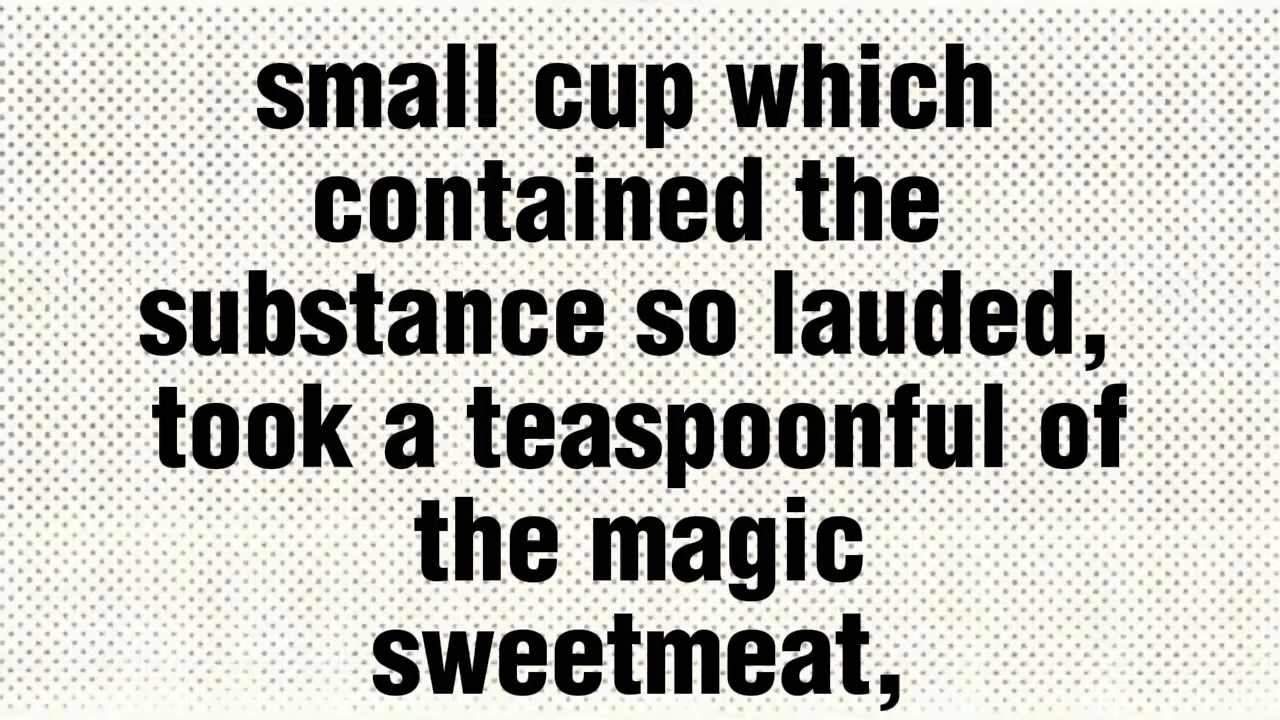 small cup which
contained the
substance so lauded,
took a teaspoonful of
the magic
sweetmeat,